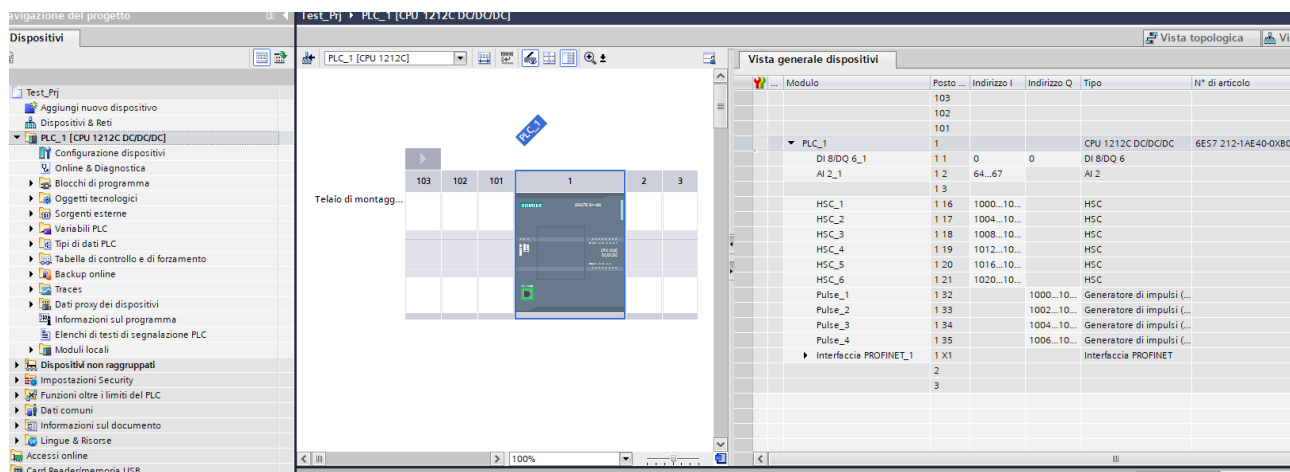 avigazione del progetto
Test_Prj ▸ PLC_1 [CPU 1212C DC/DC/DC]
Dispositivi
Vista topologica
Vi
PLC_1 [CPU 1212C]
Vista generale dispositivi
Test_Prj
Aggiungi nuovo dispositivo
Dispositivi & Reti
PLC_1 [CPU 1212C DC/DC/DC]
Configurazione dispositivi
Online & Diagnostica
Blocchi di programma
Oggetti tecnologici
Sorgenti esterne
Variabili PLC
Tipi di dati PLC
Tabella di controllo e di forzamento
Backup online
Traces
Dati proxy dei dispositivi
Informazioni sul programma
Elenchi di testi di segnalazione PLC
Moduli locali
Dispositivi non raggruppati
Impostazioni Security
Funzioni oltre i limiti del PLC
Dati comuni
Informazioni sul documento
Lingue & Risorse
Accessi online
Card Reader/memoria USB
PLC_1
103 102 101 1 2 3
Telaio di montagg...
SIEMENS
100%
... Modulo Posto ... Indirizzo I Indirizzo Q Tipo N° di articolo
103
102
101
PLC_1 1 CPU 1212C DC/DC/DC 6ES7 212-1AE40-0XB0
DI 8/DQ 6_1 1 1 0 0 DI 8/DQ 6
AI 2_1 1 2 64...67 AI 2
1 3
HSC_1 1 16 1000...10... HSC
HSC_2 1 17 1004...10... HSC
HSC_3 1 18 1008...10... HSC
HSC_4 1 19 1012...10... HSC
HSC_5 1 20 1016...10... HSC
HSC_6 1 21 1020...10... HSC
Pulse_1 1 32 1000...10... Generatore di impulsi (...
Pulse_2 1 33 1002...10... Generatore di impulsi (...
Pulse_3 1 34 1004...10... Generatore di impulsi (...
Pulse_4 1 35 1006...10... Generatore di impulsi (...
Interfaccia PROFINET_1 1 X1 Interfaccia PROFINET
2
3